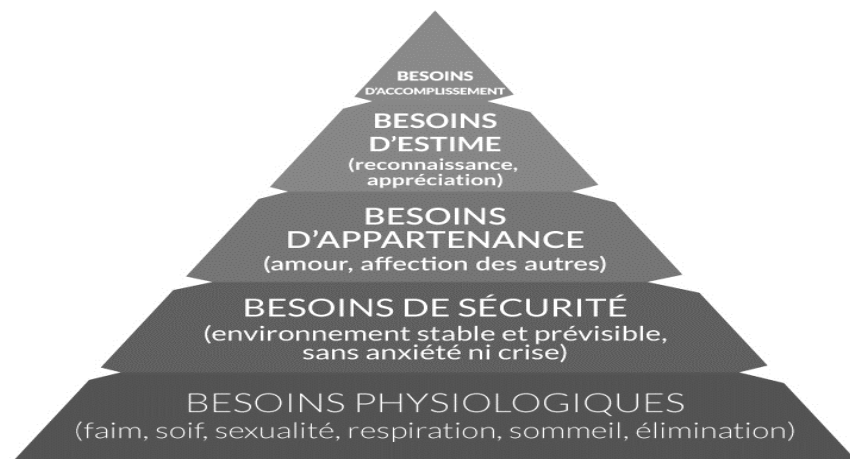 BESOINS
D'ACCOMPLISSEMENT
BESOINS
D'ESTIME
(reconnaissance,
appréciation)
BESOINS
D'APPARTENANCE
(amour, affection des autres)
BESOINS DE SÉCURITÉ
(environnement stable et prévisible,
sans anxiété ni crise)
BESOINS PHYSIOLOGIQUES
(faim, soif, sexualité, respiration, sommeil, élimination)